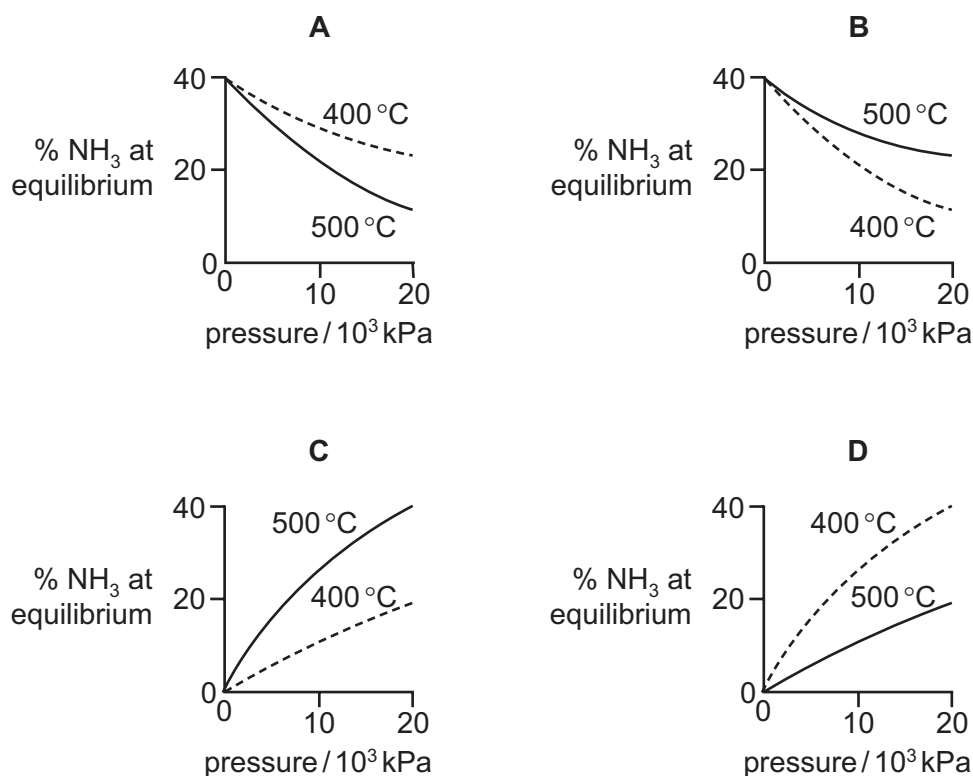 A
40
400 °C
% NH₃ at
equilibrium
20
500 °C
0
0
10
20
pressure / 10³ kPa
B
40
500 °C
% NH₃ at
equilibrium
20
400 °C
0
0
10
20
pressure / 10³ kPa
C
40
500 °C
% NH₃ at
equilibrium
20
400 °C
0
0
10
20
pressure / 10³ kPa
D
40
400 °C
% NH₃ at
equilibrium
20
500 °C
0
0
10
20
pressure / 10³ kPa